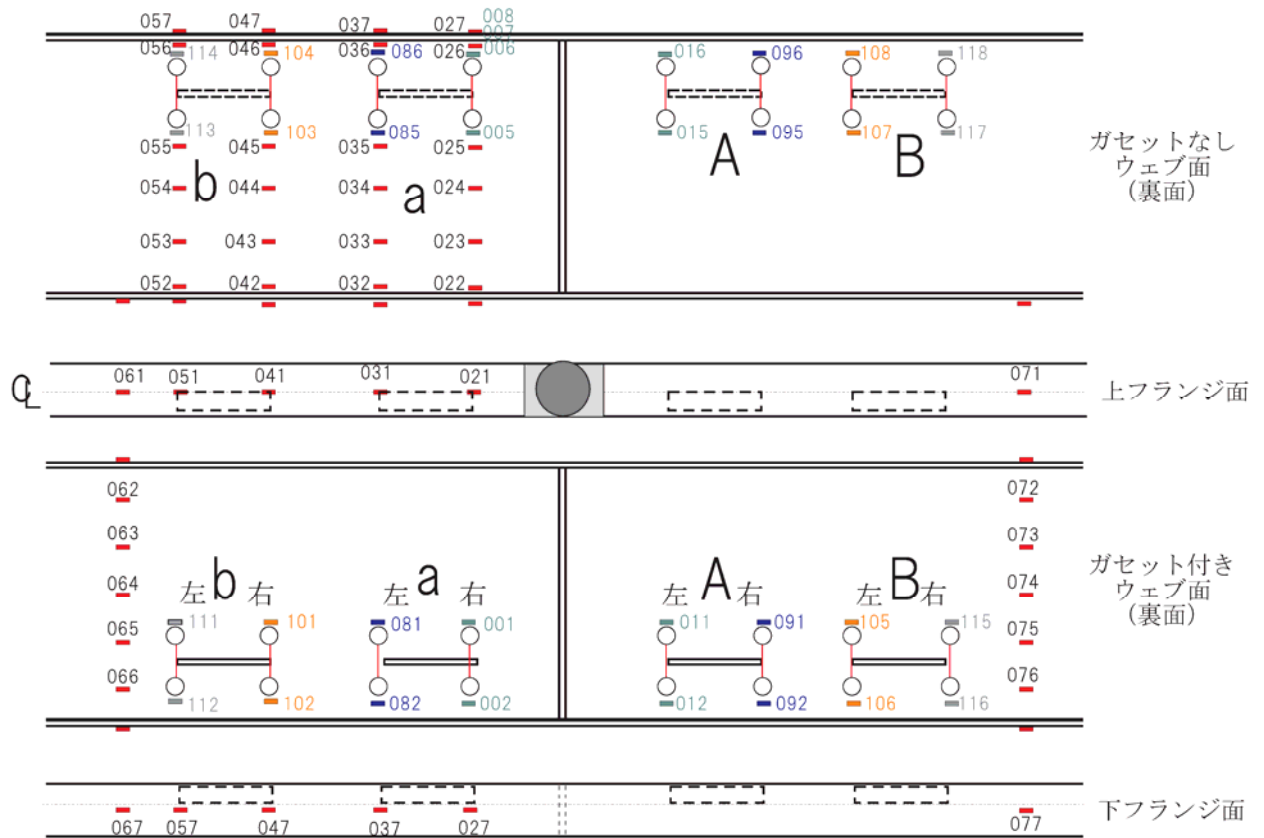 057 047 037 027 008
007
056 114 046 104 036 086 026 006 016 096 108 118
113 103 085 005 015 095 107 117
055 045 035 025
A B
ガセットなし
ウェブ面
(裏面)
054 b 044 034 a 024
053 043 033 023
052 042 032 022
℄ 061 051 041 031 021 071
上フランジ面
062 072
063 073
064 左 b 右 左 a 右 左 A 右 左 B 右 074
ガセット付き
ウェブ面
(裏面)
065 111 101 081 001 011 091 105 115 075
066 076
112 102 082 002 012 092 106 116
下フランジ面
067 057 047 037 027 077